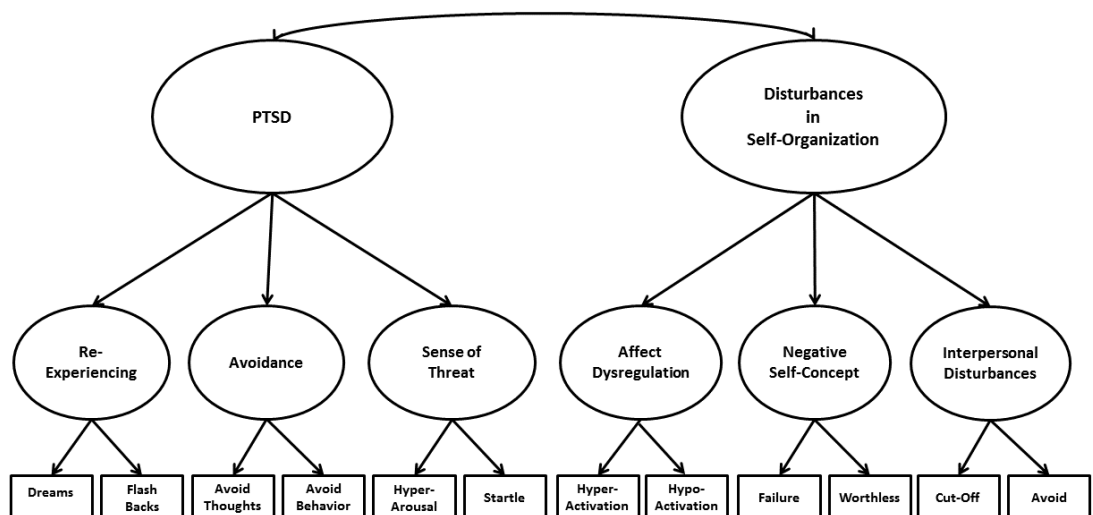 PTSD
Disturbances
in
Self-Organization
Re-
Experiencing
Avoidance
Sense of
Threat
Affect
Dysregulation
Negative
Self-Concept
Interpersonal
Disturbances
Dreams
Flash
Backs
Avoid
Thoughts
Avoid
Behavior
Hyper-
Arousal
Startle
Hyper-
Activation
Hypo-
Activation
Failure
Worthless
Cut-Off
Avoid